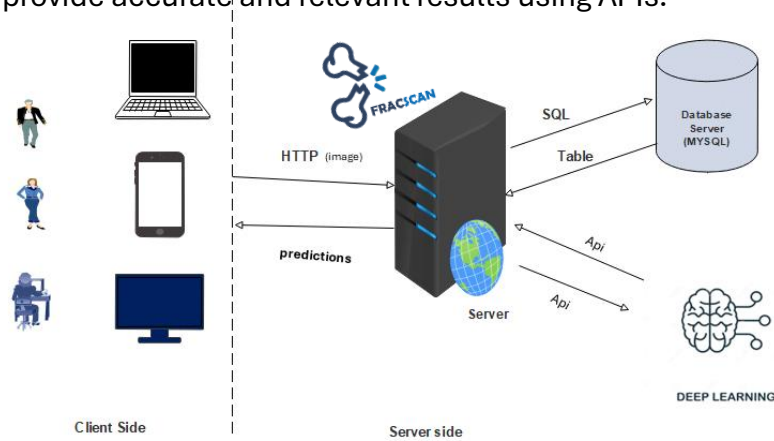 provide accurate and relevant results using APIs.
FRACSCAN
SQL
Database
Server
(MYSQL)
HTTP (image)
Table
predictions
Api
Api
Server
DEEP LEARNING
Client Side
Server side